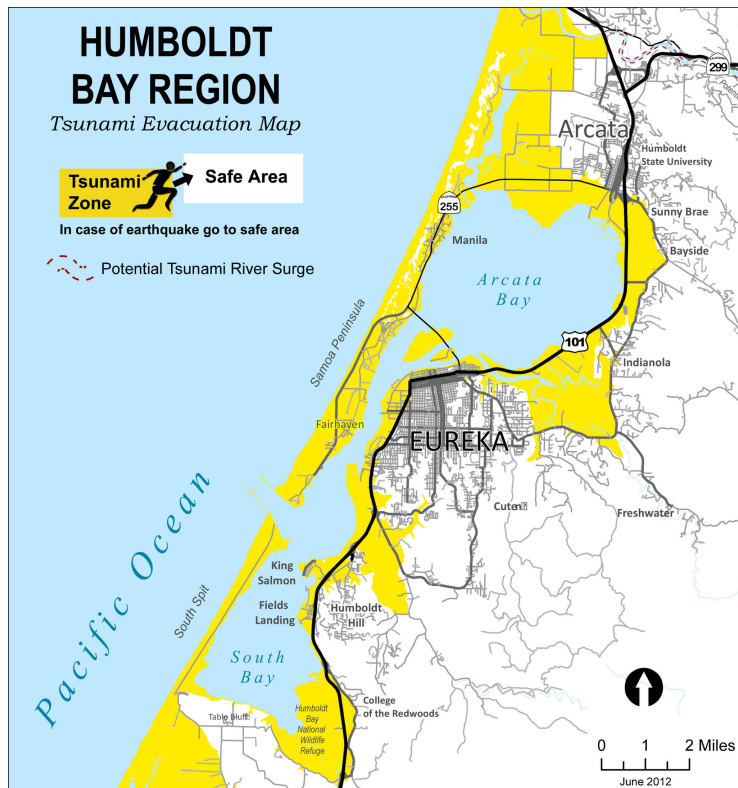 HUMBOLDT
BAY REGION
Tsunami Evacuation Map
Tsunami
Zone
Safe Area
In case of earthquake go to safe area
Potential Tsunami River Surge
299
Potential
Arcata
Humboldt
State University
255
Sunny Brae
Manila
Bayside
Arcata
Bay
Samoa Peninsula
101
Indianola
Fairhaven
EUREKA
Pacific Ocean
Cuten
Freshwater
King
Salmon
South Spit
Fields
Landing
Humboldt
Hill
South
Bay
College
of the Redwoods
Humboldt
Bay
National
Wildlife
Refuge
Table Bluff
0 1 2 Miles
June 2012